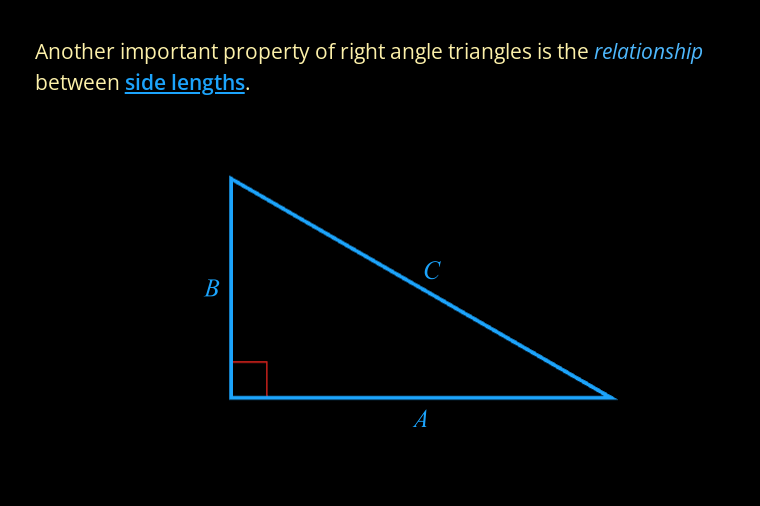 Another important property of right angle triangles is the relationship
between side lengths.
C
B
A